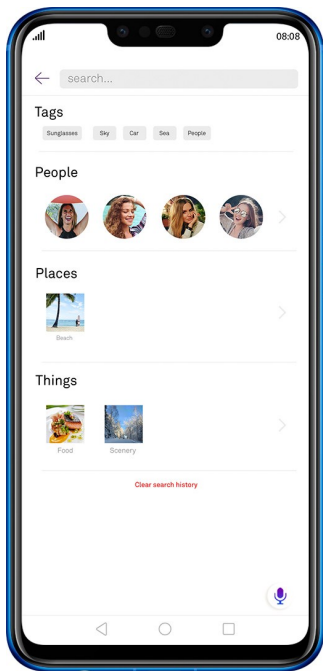 08:08
search...
Tags
Sunglasses Sky Car Sea People
People
Places
Beach
Things
Food Scenery
Clear search history